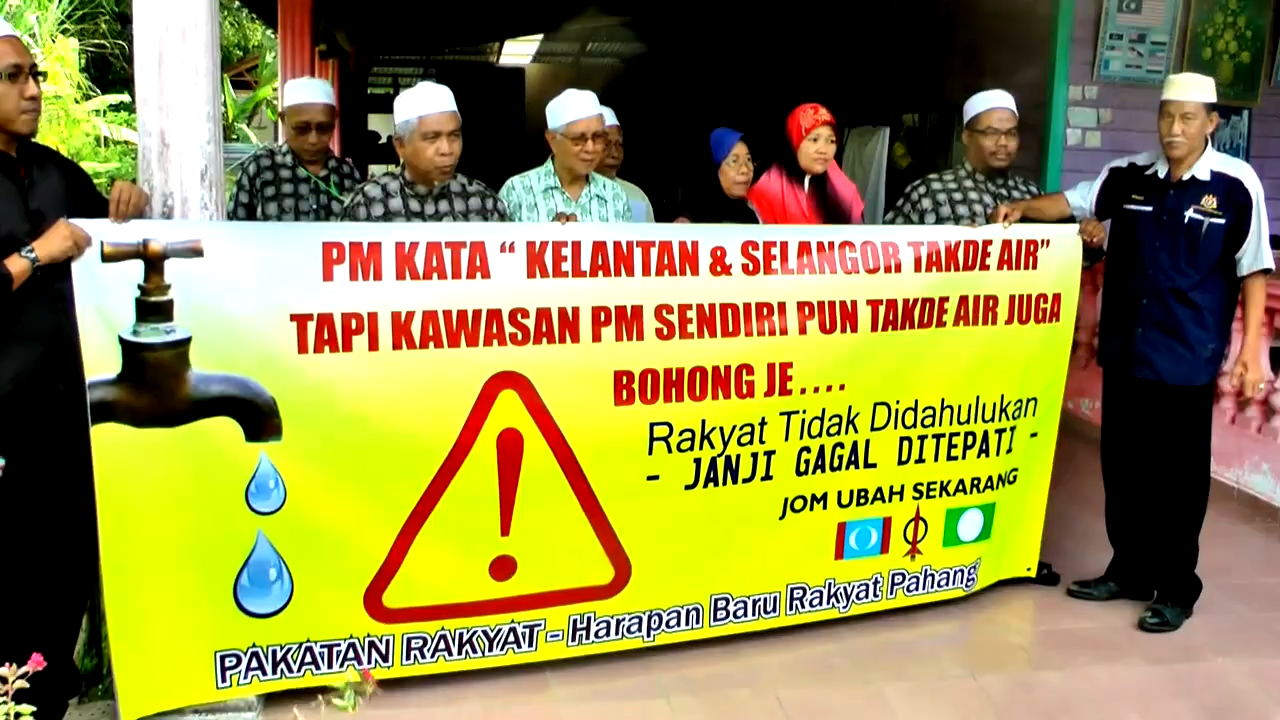 PM KATA “ KELANTAN & SELANGOR TAKDE AIR”
TAPI KAWASAN PM SENDIRI PUN TAKDE AIR JUGA
BOHONG JE....
Rakyat Tidak Didahulukan
- JANJI GAGAL DITEPATI -
JOM UBAH SEKARANG
PAKATAN RAKYAT - Harapan Baru Rakyat Pahang